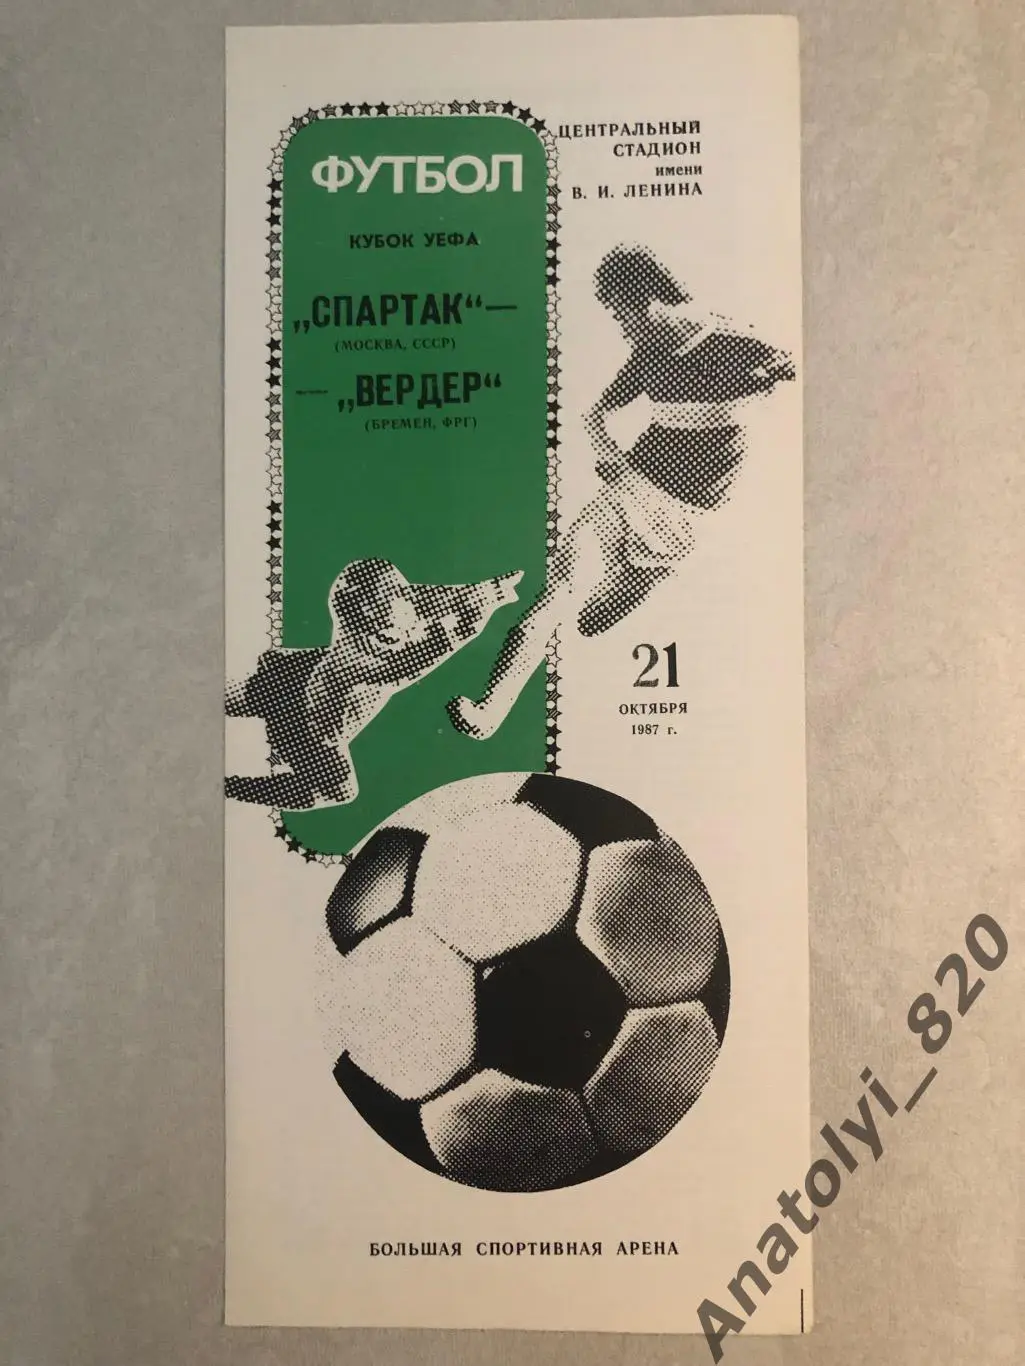 ФУТБОЛ
КУБОК УЕФА
„СПАРТАК“ —
(МОСКВА, СССР)
— „ВЕРДЕР“
(БРЕМЕН, ФРГ)
ЦЕНТРАЛЬНЫЙ
СТАДИОН
имени
В. И. ЛЕНИНА
21
ОКТЯБРЯ
1987 г.
БОЛЬШАЯ СПОРТИВНАЯ АРЕНА
Anatolyi_820